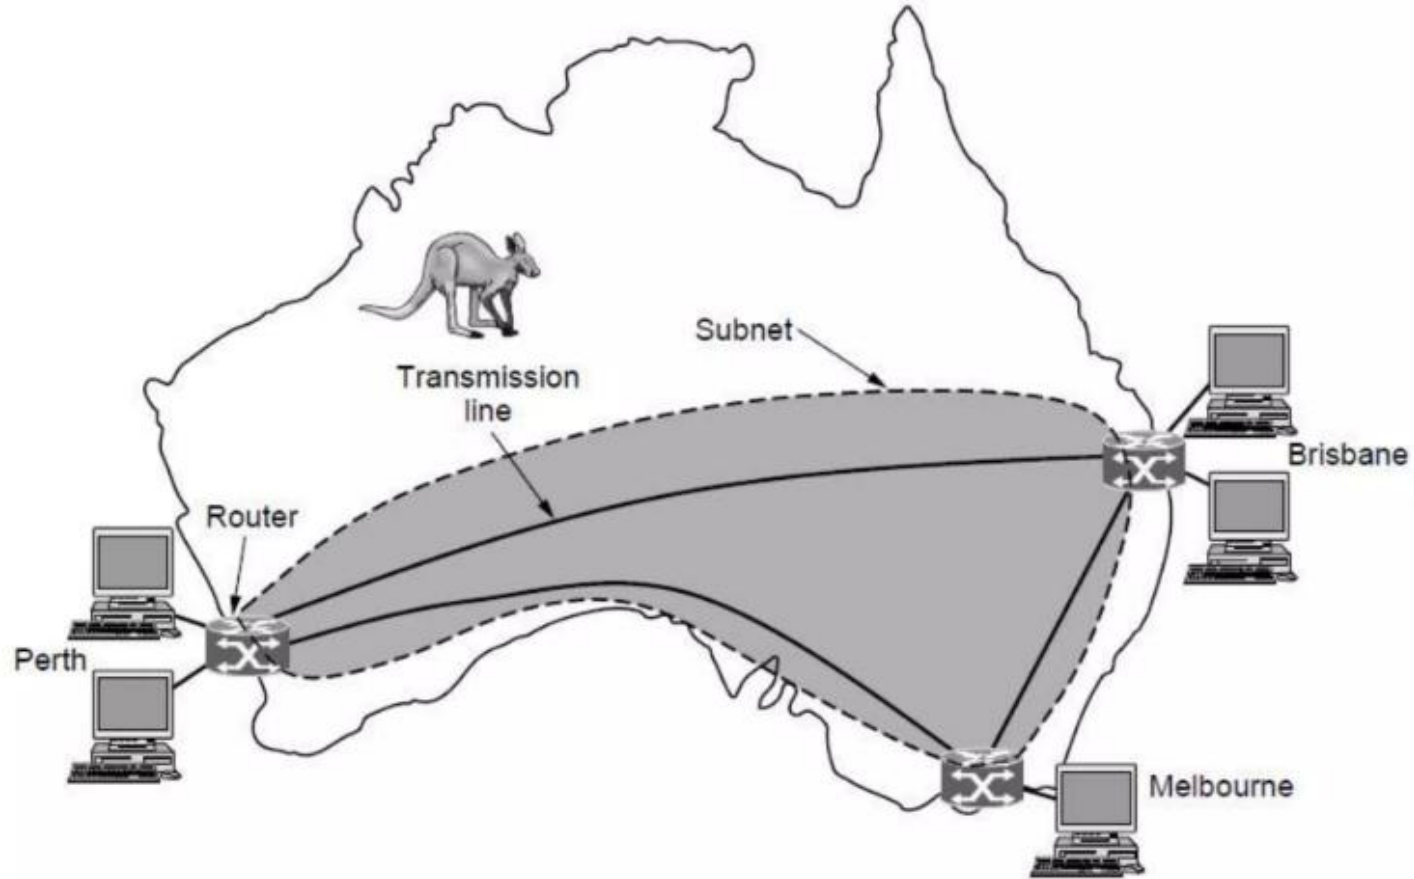 Subnet
Transmission
line
Router
Brisbane
Perth
Melbourne